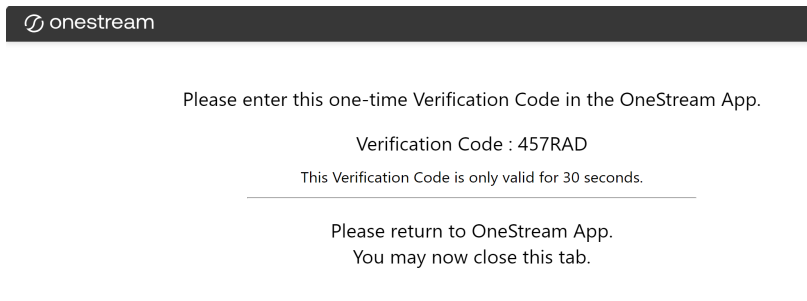 onestream
Please enter this one-time Verification Code in the OneStream App.
Verification Code : 457RAD
This Verification Code is only valid for 30 seconds.
Please return to OneStream App.
You may now close this tab.